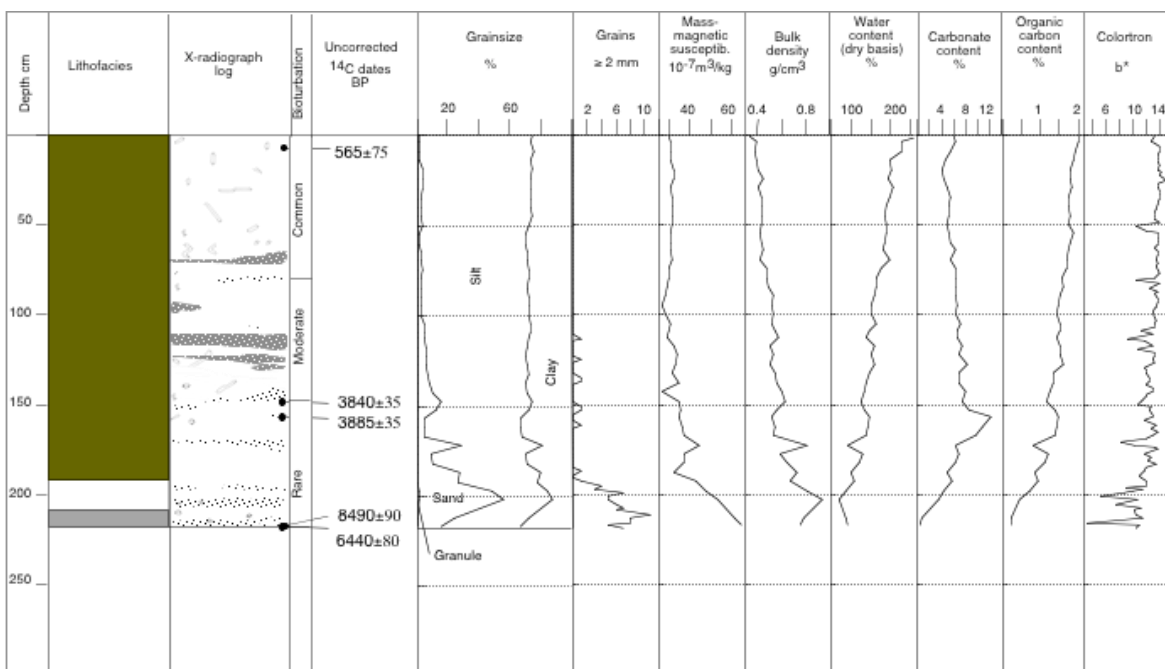 Depth cm
Lithofacies
X-radiograph
log
Bioturbation
Uncorrected
14C dates
BP
Grainsize
%
20 60
Grains
≥ 2 mm
2 6 10
Mass-
magnetic
susceptib.
10-7m3/kg
40 60
Bulk
density
g/cm3
0.4 0.8
Water
content
(dry basis)
%
100 200
Carbonate
content
%
4 8 12
Organic
carbon
content
%
1 2
Colortron
b*
6 10 14
50
100
150
200
250
Common
Moderate
Rare
565±75
3840±35
3885±35
8490±90
6440±80
Silt
Clay
Sand
Granule